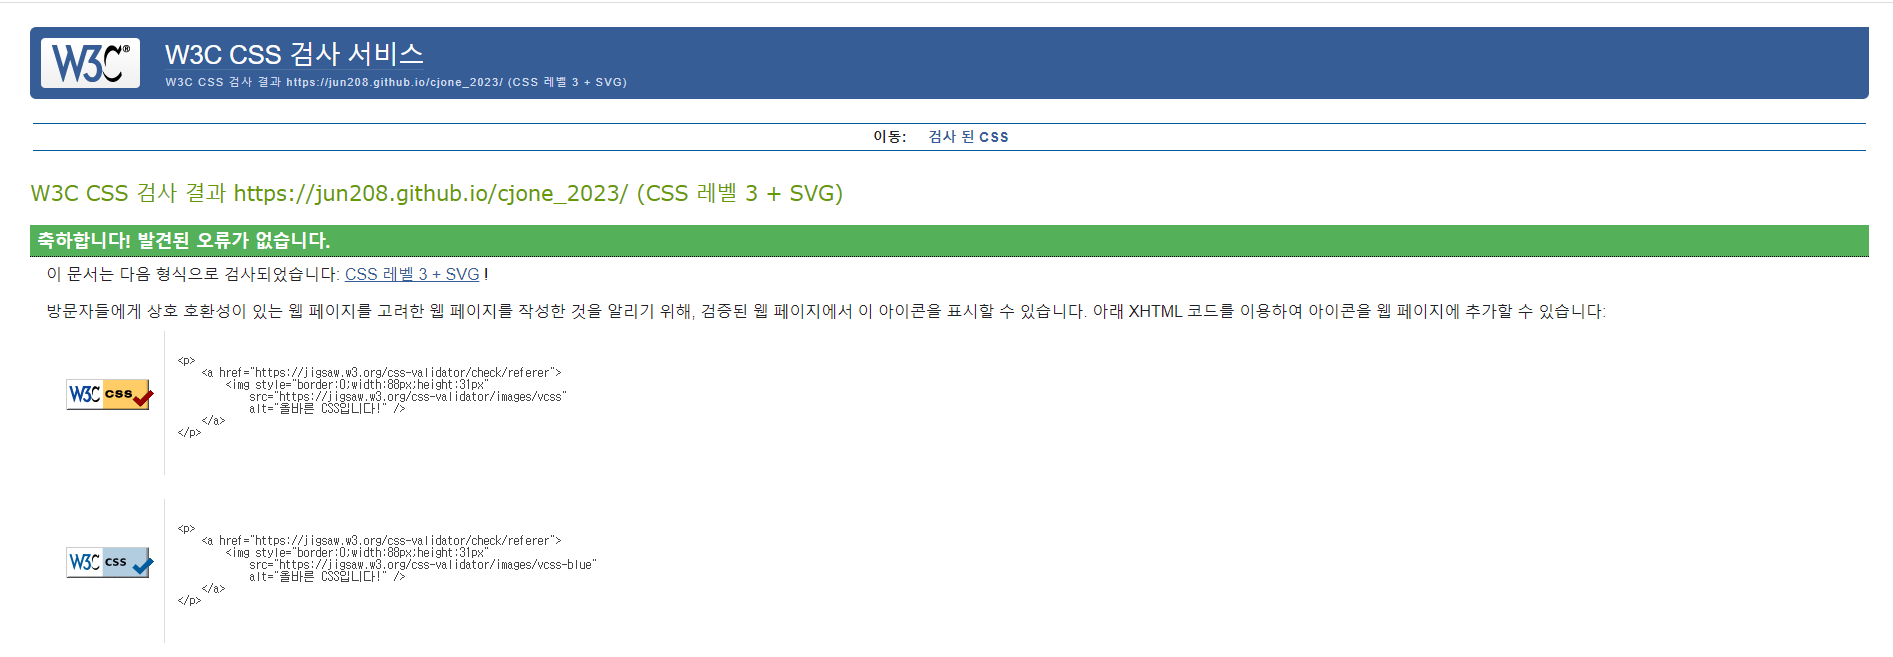 W3C®
W3C CSS 검사 서비스
W3C CSS 검사 결과 https://jun208.github.io/cjone_2023/ (CSS 레벨 3 + SVG)
이동: 검사 된 CSS
W3C CSS 검사 결과 https://jun208.github.io/cjone_2023/ (CSS 레벨 3 + SVG)
축하합니다! 발견된 오류가 없습니다.
이 문서는 다음 형식으로 검사되었습니다: CSS 레벨 3 + SVG !
방문자들에게 상호 호환성이 있는 웹 페이지를 고려한 웹 페이지를 작성한 것을 알리기 위해, 검증된 웹 페이지에서 이 아이콘을 표시할 수 있습니다. 아래 XHTML 코드를 이용하여 아이콘을 웹 페이지에 추가할 수 있습니다:
W3C css
<p>
<a href="https://jigsaw.w3.org/css-validator/check/referer">
<img style="border:0;width:88px;height:31px"
src="https://jigsaw.w3.org/css-validator/images/vcss"
alt="올바른 CSS입니다!" />
</a>
</p>
W3C css
<p>
<a href="https://jigsaw.w3.org/css-validator/check/referer">
<img style="border:0;width:88px;height:31px"
src="https://jigsaw.w3.org/css-validator/images/vcss-blue"
alt="올바른 CSS입니다!" />
</a>
</p>